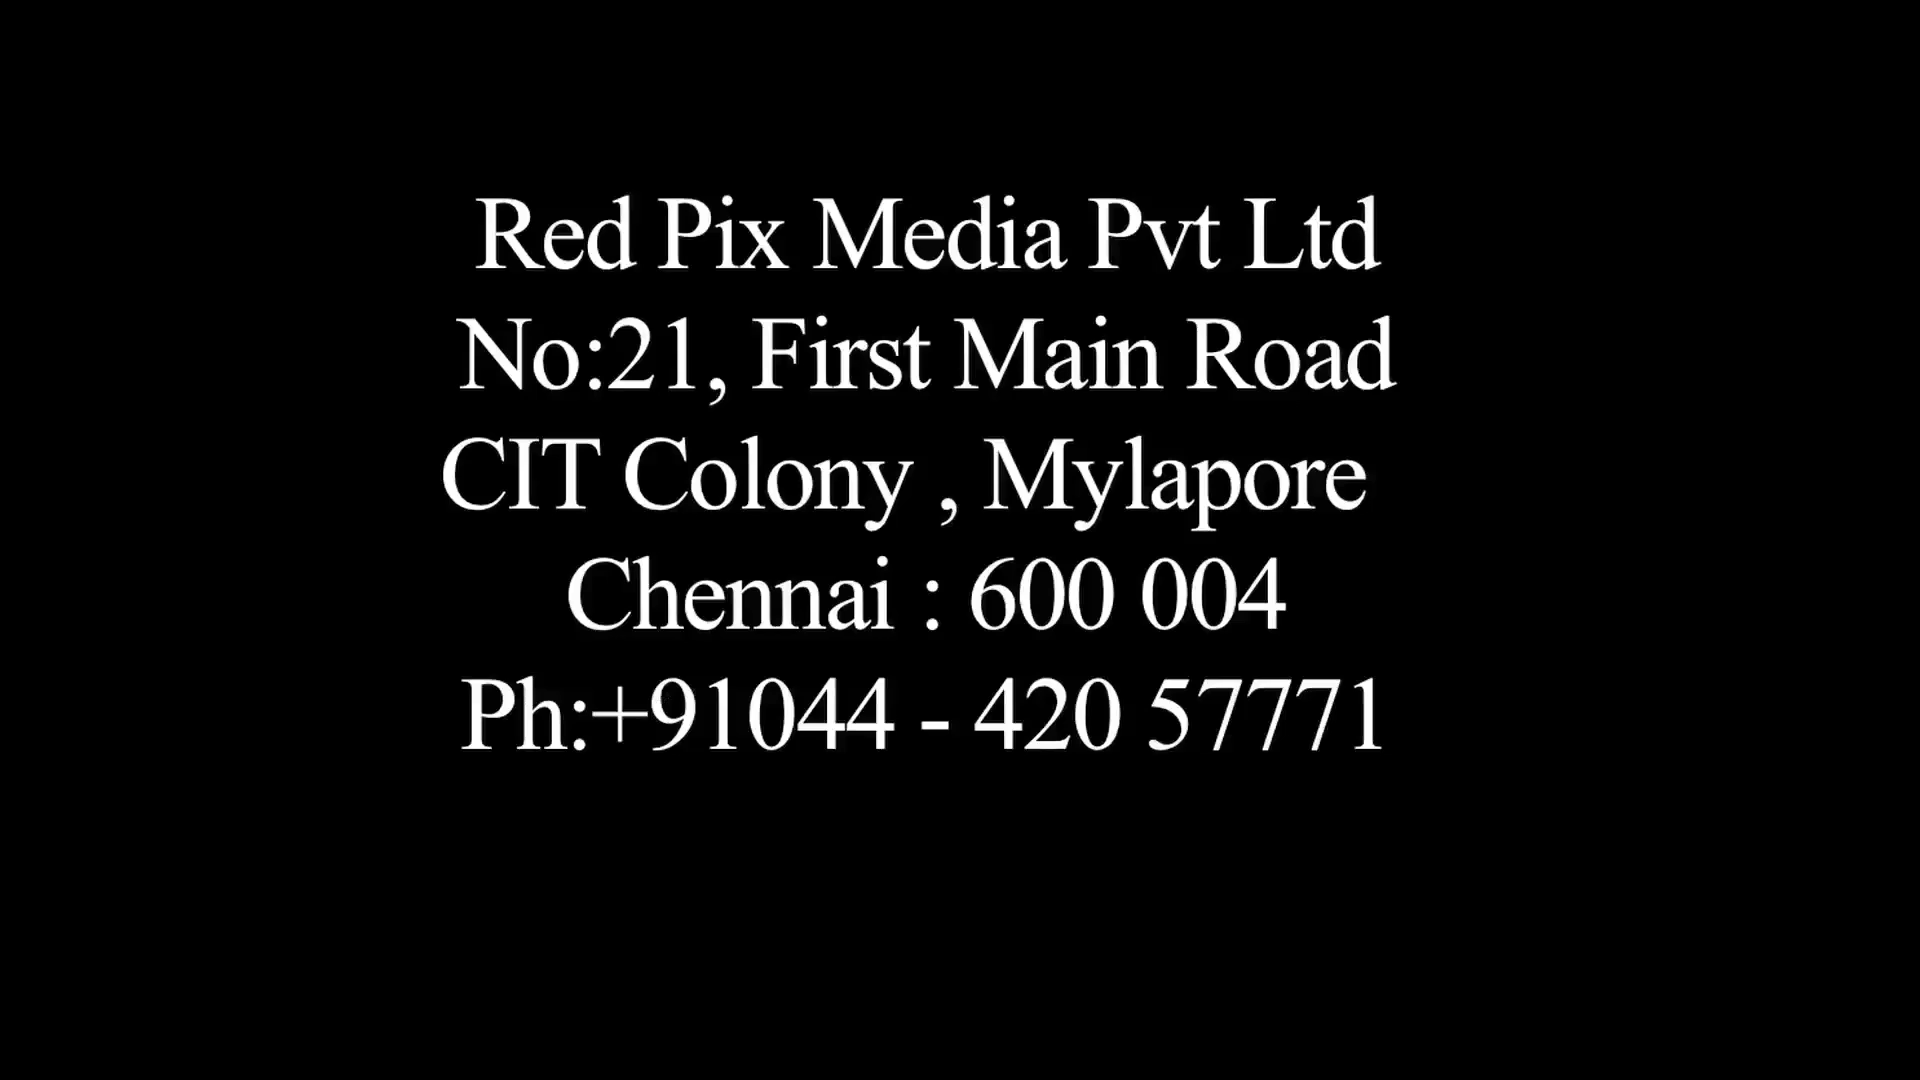 Red Pix Media Pvt Ltd
No:21, First Main Road
CIT Colony , Mylapore
Chennai : 600 004
Ph:+91044 - 420 57771